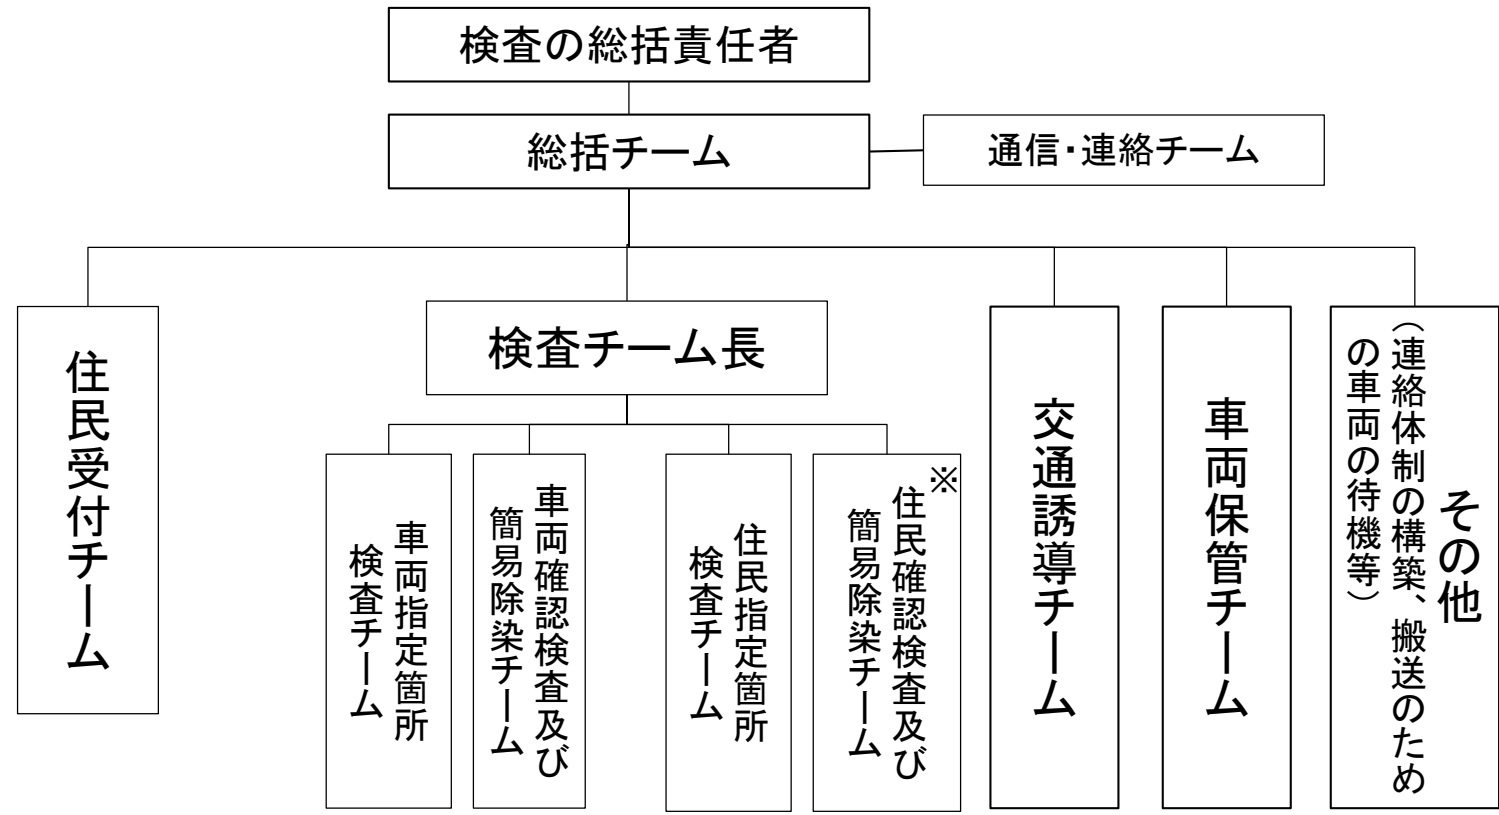 検査の総括責任者
総括チーム
通信・連絡チーム
住民受付チーム
検査チーム長
車両指定箇所
検査チーム
車両確認検査及び
簡易除染チーム
住民指定箇所
検査チーム
※
住民確認検査及び
簡易除染チーム
交通誘導チーム
車両保管チーム
その他
（連絡体制の構築、搬送のため
の車両の待機等）